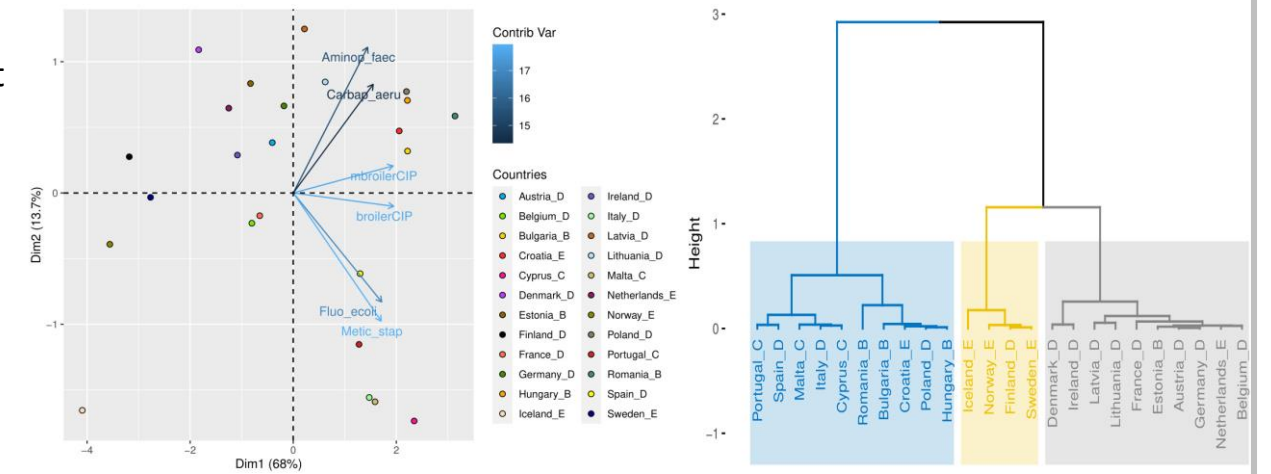 Contrib Var
17
16
15
Aminop_faec
Carbap_aeru
mbroilerCIP
broilerCIP
Fluo_ecoli
Metic_stap
1
0
−1
Dim2 (13.7%)
−4
−2
0
2
Dim1 (68%)
Countries
Austria_D
Belgium_D
Bulgaria_B
Croatia_E
Cyprus_C
Denmark_D
Estonia_B
Finland_D
France_D
Germany_D
Hungary_B
Iceland_E
Ireland_D
Italy_D
Latvia_D
Lithuania_D
Malta_C
Netherlands_E
Norway_E
Poland_D
Portugal_C
Romania_B
Spain_D
Sweden_E
3
2
1
0
−1
Height
Portugal_C
Spain_D
Malta_C
Italy_D
Cyprus_C
Romania_B
Bulgaria_B
Croatia_E
Poland_D
Hungary_B
Iceland_E
Norway_E
Finland_D
Sweden_E
Denmark_D
Ireland_D
Latvia_D
Lithuania_D
France_D
Estonia_B
Austria_D
Germany_D
Netherlands_E
Belgium_D